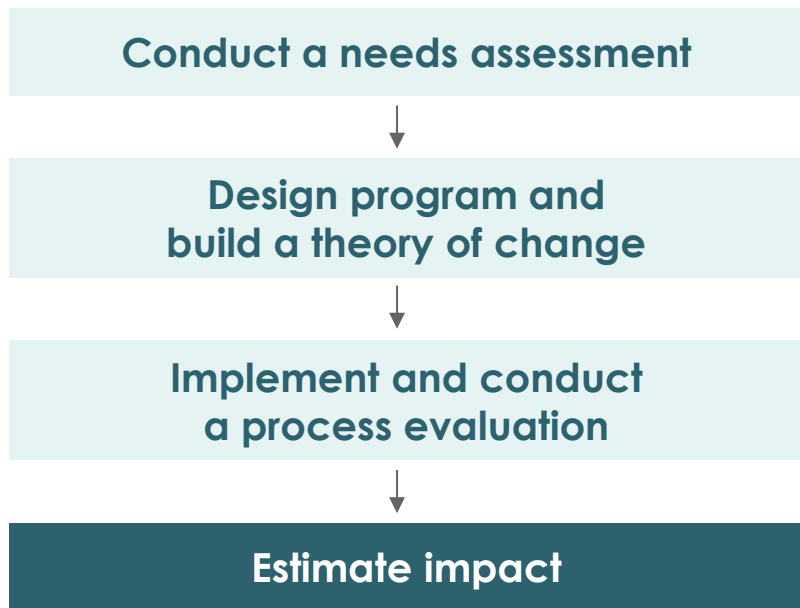 Conduct a needs assessment
Design program and
build a theory of change
Implement and conduct
a process evaluation
Estimate impact